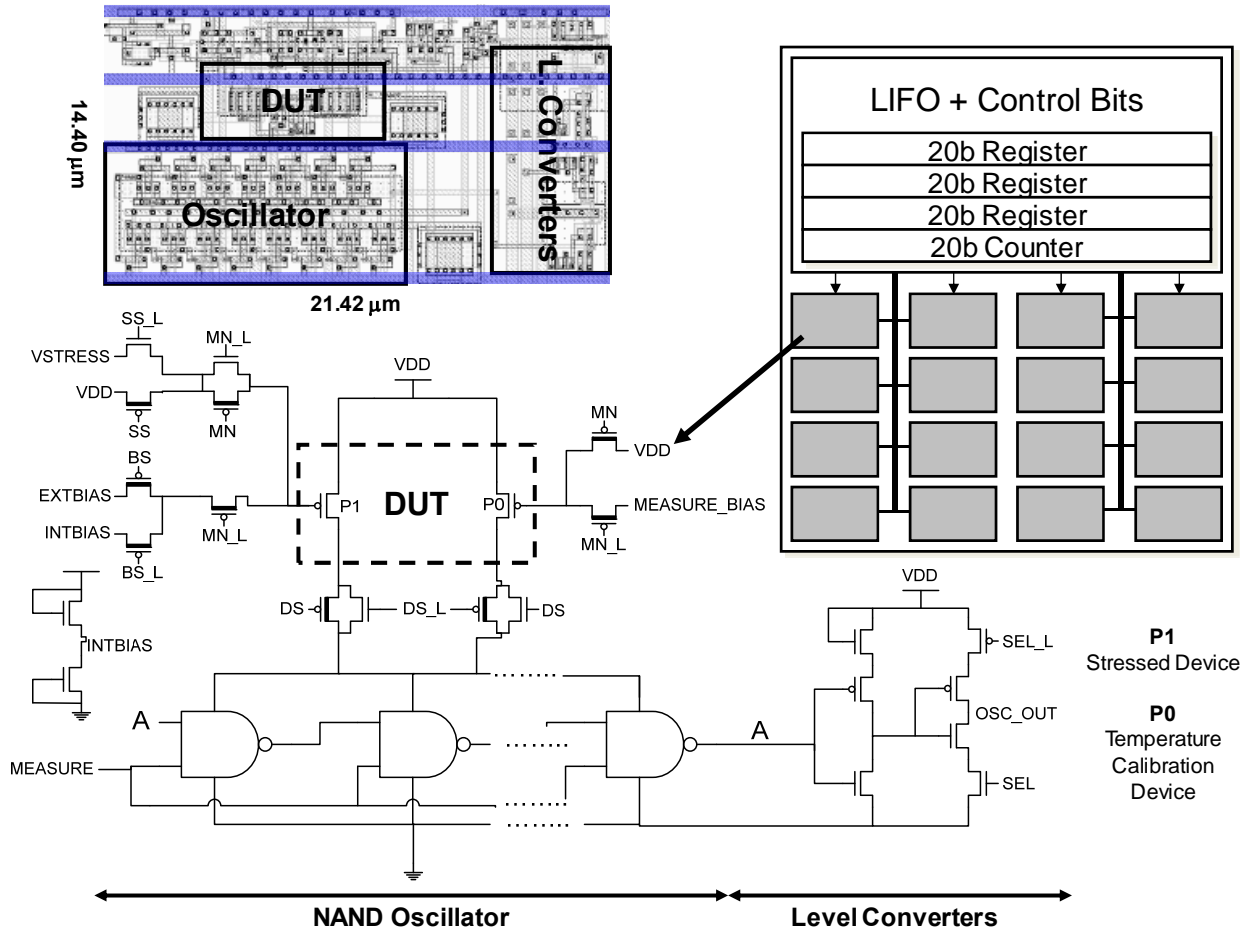 DUT
L. Converters
Oscillator
14.40 μm
21.42 μm
LIFO + Control Bits
20b Register
20b Register
20b Register
20b Counter
SS_L
VSTRESS
MN_L
VDD
SS
MN
BS
EXTBIAS
INTBIAS
MN_L
BS_L
INTBIAS
VDD
P1
DUT
P0
MN
VDD
MEASURE_BIAS
MN_L
DS
DS_L
DS
A
MEASURE
A
VDD
SEL_L
OSC_OUT
SEL
P1
Stressed Device
P0
Temperature
Calibration
Device
NAND Oscillator
Level Converters